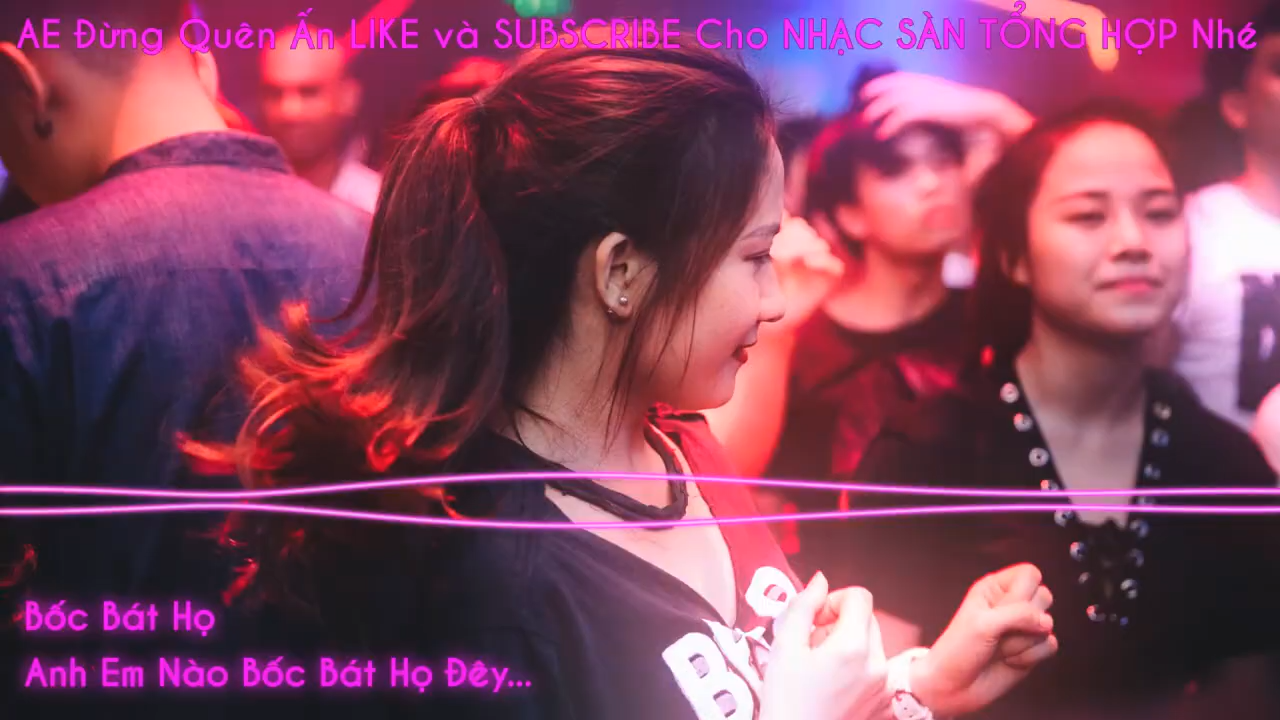 AE Đừng Quên Ấn LIKE và SUBSCRIBE Cho NHẠC SÀN TỔNG HỢP Nhé
Bốc Bát Họ
Anh Em Nào Bốc Bát Họ Đêy...